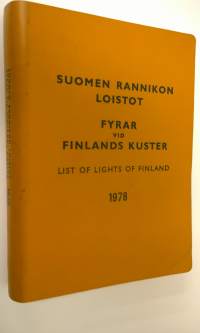 SUOMEN RANNIKON
LOISTOT
FYRAR
VID
FINLANDS KUSTER
LIST OF LIGHTS OF FINLAND
1978